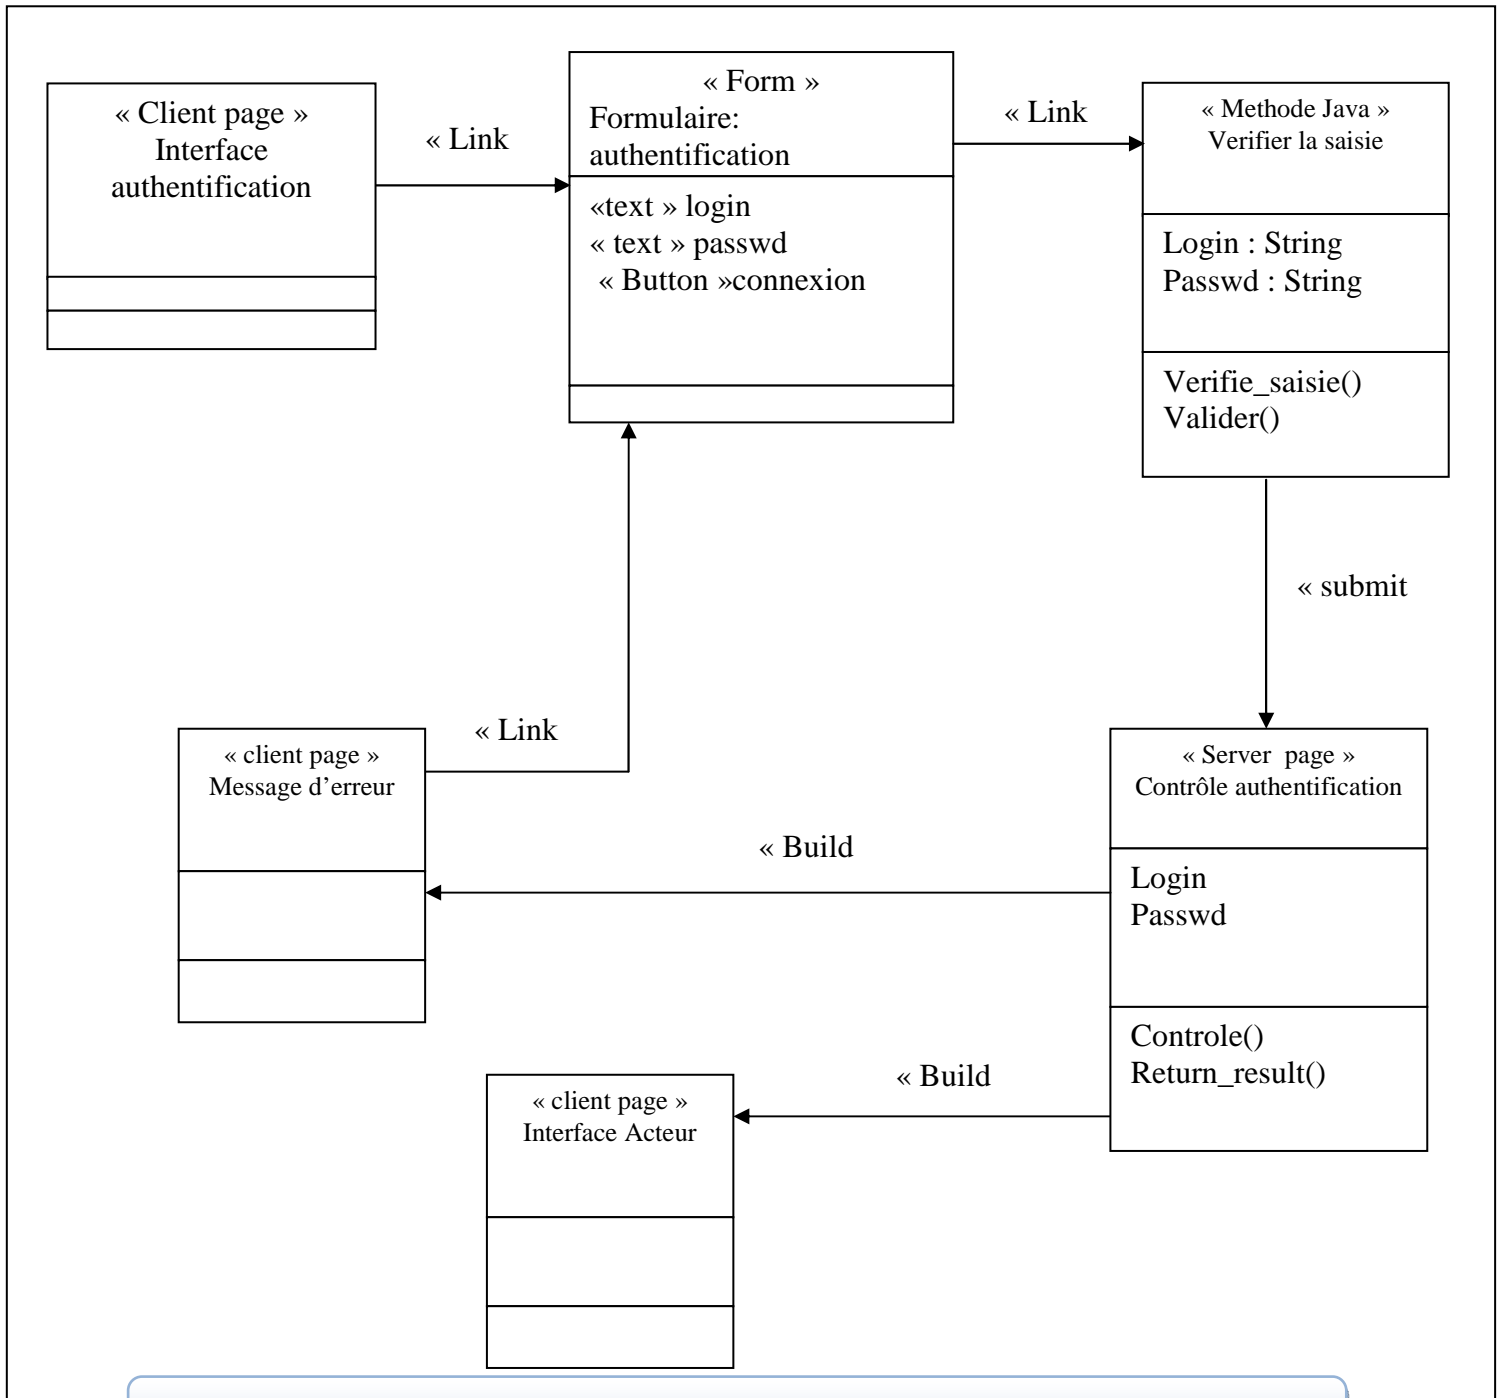 « Client page »
Interface
authentification
« Link
« Form »
Formulaire:
authentification
«text » login
« text » passwd
« Button »connexion
« Link
« Methode Java »
Verifier la saisie
Login : String
Passwd : String
Verifie_saisie()
Valider()
« submit
« Link
« client page »
Message d’erreur
« Server  page »
Contrôle authentification
« Build
Login
Passwd
Controle()
Return_result()
« Build
« client page »
Interface Acteur